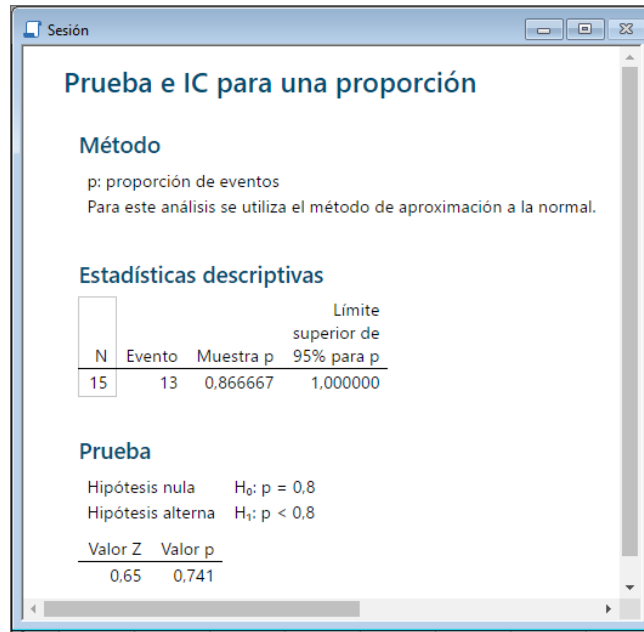 Sesión
Prueba e IC para una proporción
Método
p: proporción de eventos
Para este análisis se utiliza el método de aproximación a la normal.
Estadísticas descriptivas
Límite
superior de
N Evento Muestra p 95% para p
15 13 0,866667 1,000000
Prueba
Hipótesis nula H₀: p = 0,8
Hipótesis alterna H₁: p < 0,8
Valor Z Valor p
0,65 0,741